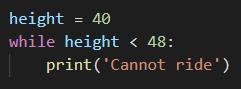 height = 40
while height < 48:
    print('Cannot ride')